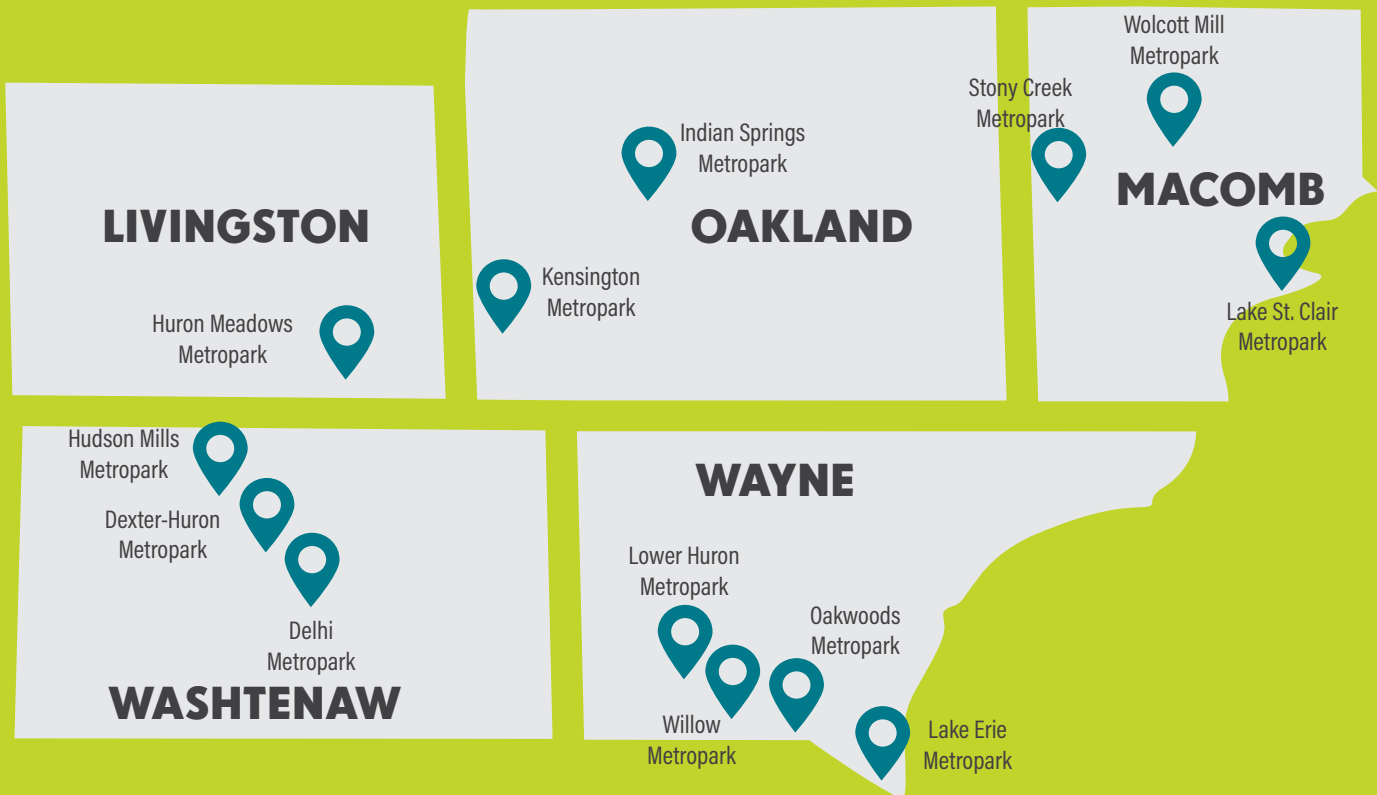 Wolcott Mill
Metropark
Stony Creek
Metropark
Indian Springs
Metropark
MACOMB
LIVINGSTON
OAKLAND
Kensington
Metropark
Huron Meadows
Metropark
Lake St. Clair
Metropark
Hudson Mills
Metropark
WAYNE
Dexter-Huron
Metropark
Lower Huron
Metropark
Oakwoods
Metropark
Delhi
Metropark
WASHTENAW
Willow
Metropark
Lake Erie
Metropark